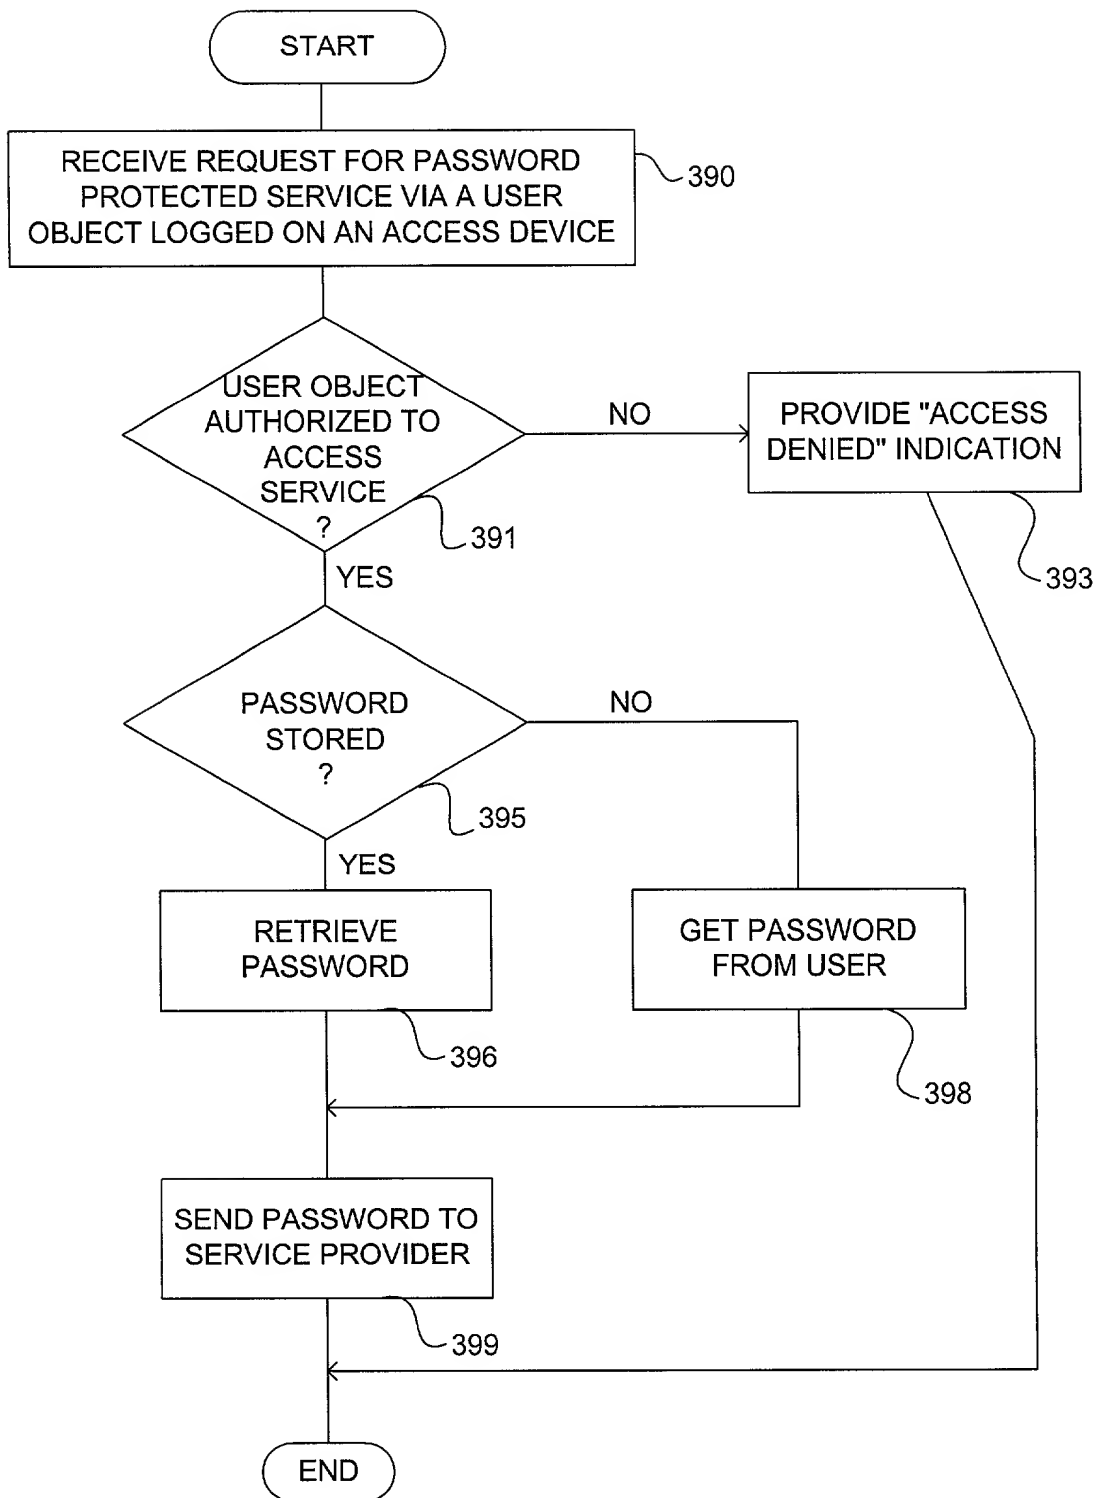 START
RECEIVE REQUEST FOR PASSWORD
PROTECTED SERVICE VIA A USER
OBJECT LOGGED ON AN ACCESS DEVICE
390
USER OBJECT
AUTHORIZED TO
ACCESS
SERVICE
?
391
NO
PROVIDE "ACCESS
DENIED" INDICATION
393
YES
PASSWORD
STORED
?
395
NO
YES
RETRIEVE
PASSWORD
396
GET PASSWORD
FROM USER
398
SEND PASSWORD TO
SERVICE PROVIDER
399
END